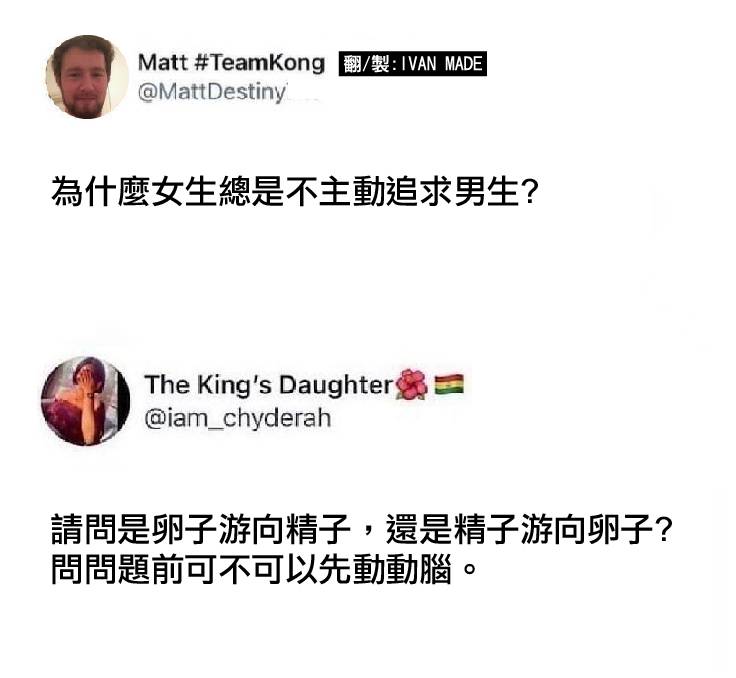 Matt #TeamKong 翻/製:IVAN MADE
@MattDestiny
為什麼女生總是不主動追求男生?
The King's Daughter🌺🇬🇭
@iam_chyderah
請問是卵子游向精子，還是精子游向卵子?
問問題前可不可以先動動腦。